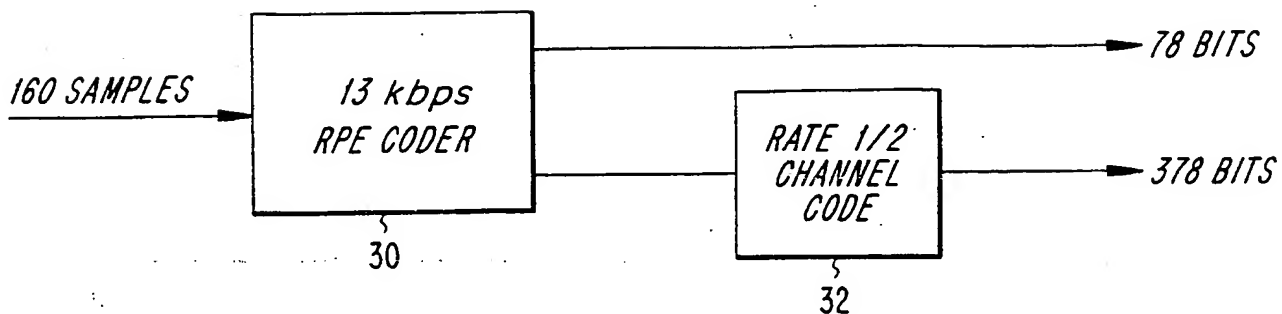 78 BITS
160 SAMPLES
13 kbps
RPE CODER
RATE 1/2
CHANNEL
CODE
378 BITS
30
32